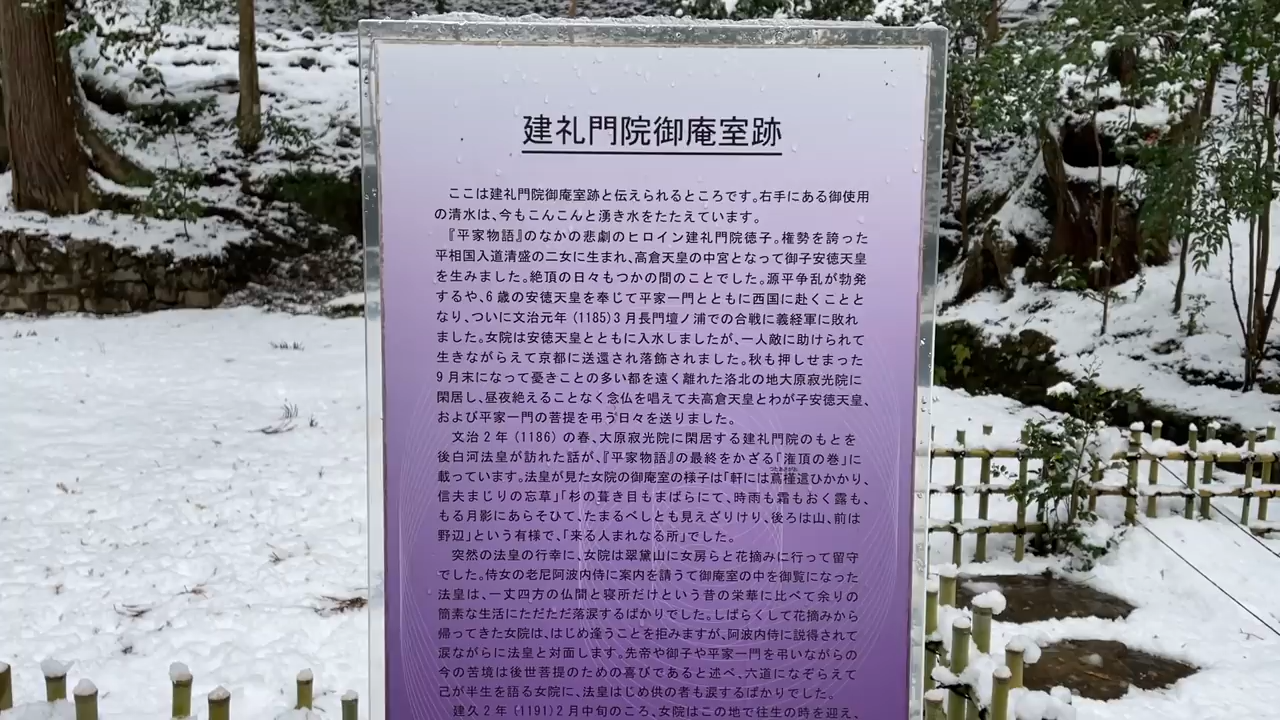 建礼門院御庵室跡
ここは建礼門院御庵室跡と伝えられるところです。右手にある御使用
の清水は、今もこんこんと湧き水をたたえています。
『平家物語』のなかの悲劇のヒロイン建礼門院徳子。権勢を誇った
平相国入道清盛の二女に生まれ、高倉天皇の中宮となって御子安徳天皇
を生みました。絶頂の日々もつかの間のことでした。源平争乱が勃発
するや、6歳の安徳天皇を奉じて平家一門とともに西国に赴くことと
なり、ついに文治元年(1185)3月長門壇ノ浦での合戦に義経軍に敗れ
ました。女院は安徳天皇とともに入水しましたが、一人敵に助けられて
生きながらえて京都に送還され落飾されました。秋も押しせまった
9月末になって憂きことの多い都を遠く離れた洛北の地大原寂光院に
閑居し、昼夜絶えることなく念仏を唱えて夫高倉天皇とわが子安徳天皇、
および平家一門の菩提を弔う日々を送りました。
文治2年(1186)の春、大原寂光院に閑居する建礼門院のもとを
後白河法皇が訪れた話が、『平家物語』の最終をかざる「潅頂の巻」に
載っています。法皇が見た女院の御庵室の様子は「軒には蔦槿這ひかかり、
信夫まじりの忘草」「杉の葺き目もまばらにて、時雨も霜もおく露も、
もる月影にあらそひて、たまるべしとも見えざりけり、後ろは山、前は
野辺」という有様で、「来る人まれなる所」でした。
突然の法皇の行幸に、女院は翠黛山に女房らと花摘みに行って留守
でした。侍女の老尼阿波内侍に案内を請うて御庵室の中を御覧になった
法皇は、一丈四方の仏間と寝所だけという昔の栄華に比べて余りの
簡素な生活にただただ落涙するばかりでした。しばらくして花摘みから
帰ってきた女院は、はじめ逢うことを拒みますが、阿波内侍に説得されて
涙ながらに法皇と対面します。先帝や御子や平家一門を弔いながらの
今の苦境は後世菩提のための喜びであると述べ、六道になぞらえて
己が半生を語る女院に、法皇はじめ供の者も涙するばかりでした。
建久2年(1191)2月中旬のころ、女院はこの地で往生の時を迎え、